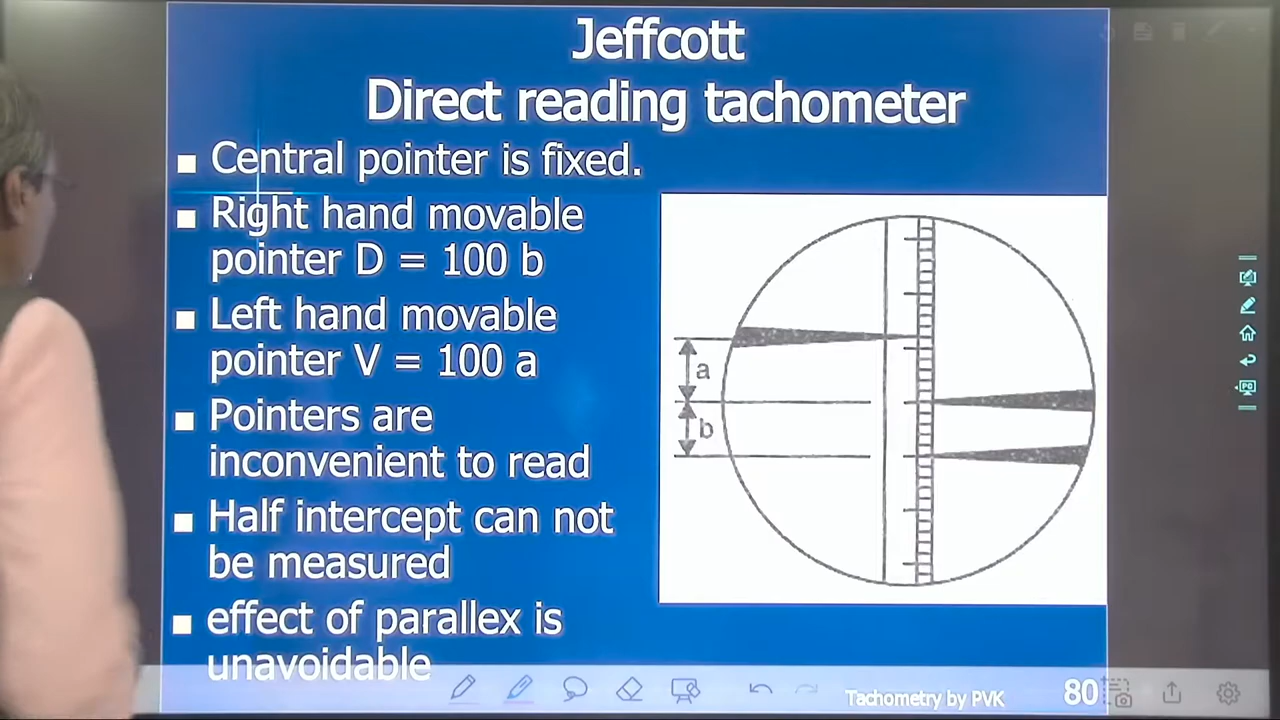 Jeffcott
Direct reading tachometer
■ Central pointer is fixed.
■ Right hand movable
pointer D = 100 b
■ Left hand movable
pointer V = 100 a
■ Pointers are
inconvenient to read
■ Half intercept can not
be measured
■ effect of parallex is
unavoidable
a
b
Tachometry by PVK
80